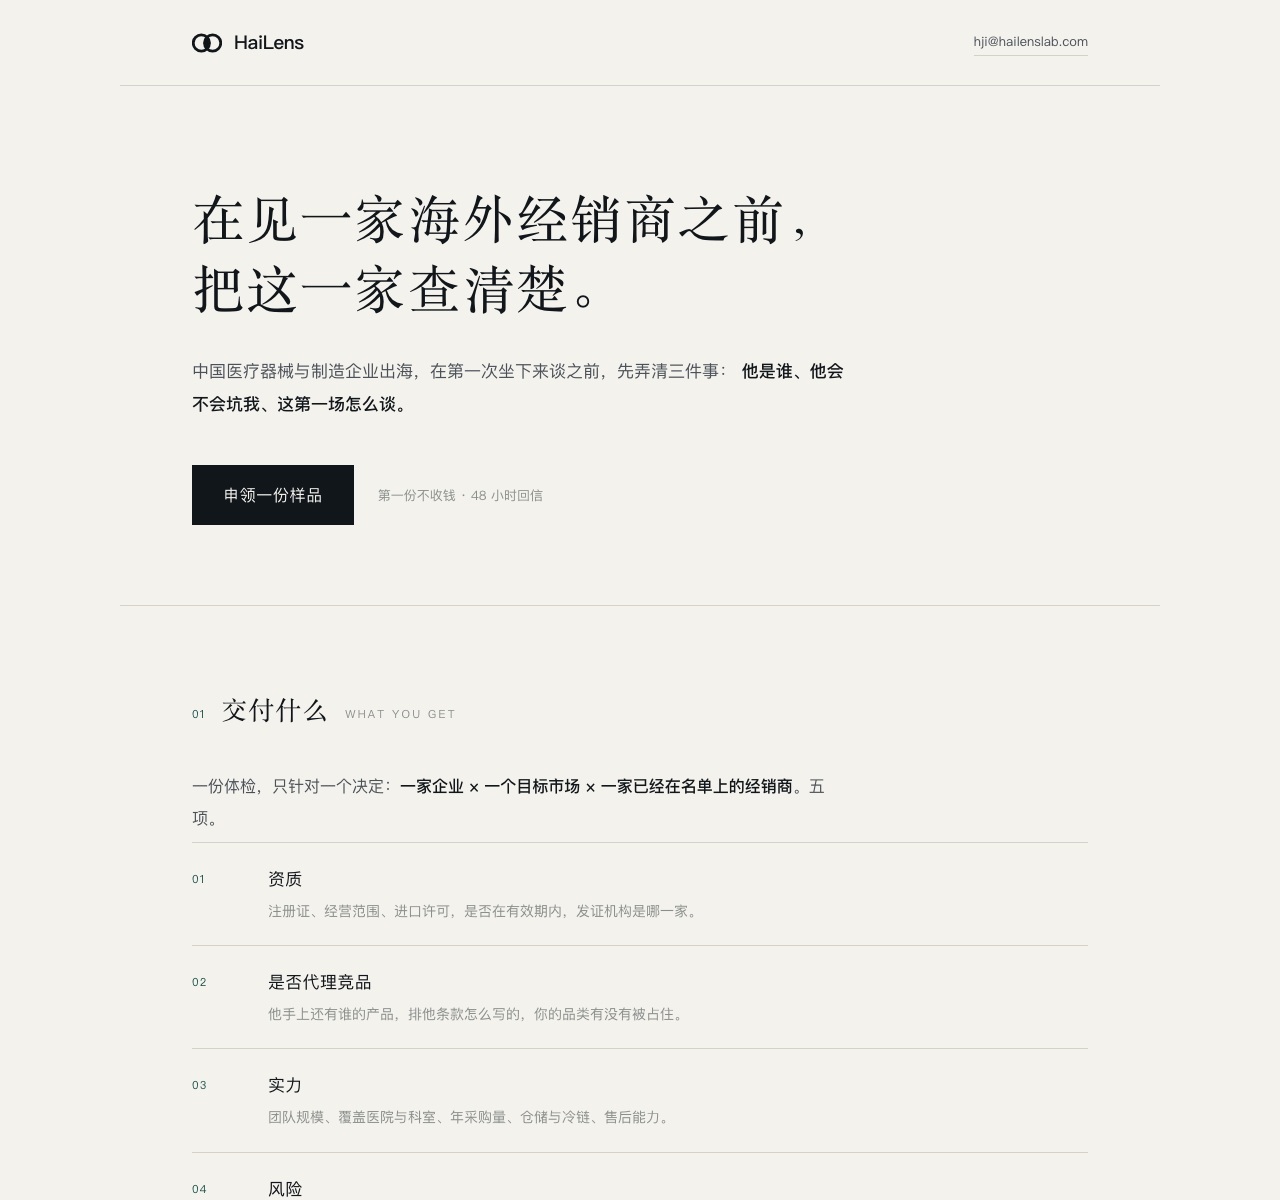 HaiLens
hji@hailenslab.com
在见一家海外经销商之前，
把这一家查清楚。
中国医疗器械与制造企业出海，在第一次坐下来谈之前，先弄清三件事： 他是谁、他会
不会坑我、这第一场怎么谈。
申领一份样品
第一份不收钱 · 48 小时回信
01 交付什么 WHAT YOU GET
一份体检，只针对一个决定：一家企业 × 一个目标市场 × 一家已经在名单上的经销商。五
项。
01 资质
注册证、经营范围、进口许可，是否在有效期内，发证机构是哪一家。
02 是否代理竞品
他手上还有谁的产品，排他条款怎么写的，你的品类有没有被占住。
03 实力
团队规模、覆盖医院与科室、年采购量、仓储与冷链、售后能力。
04 风险